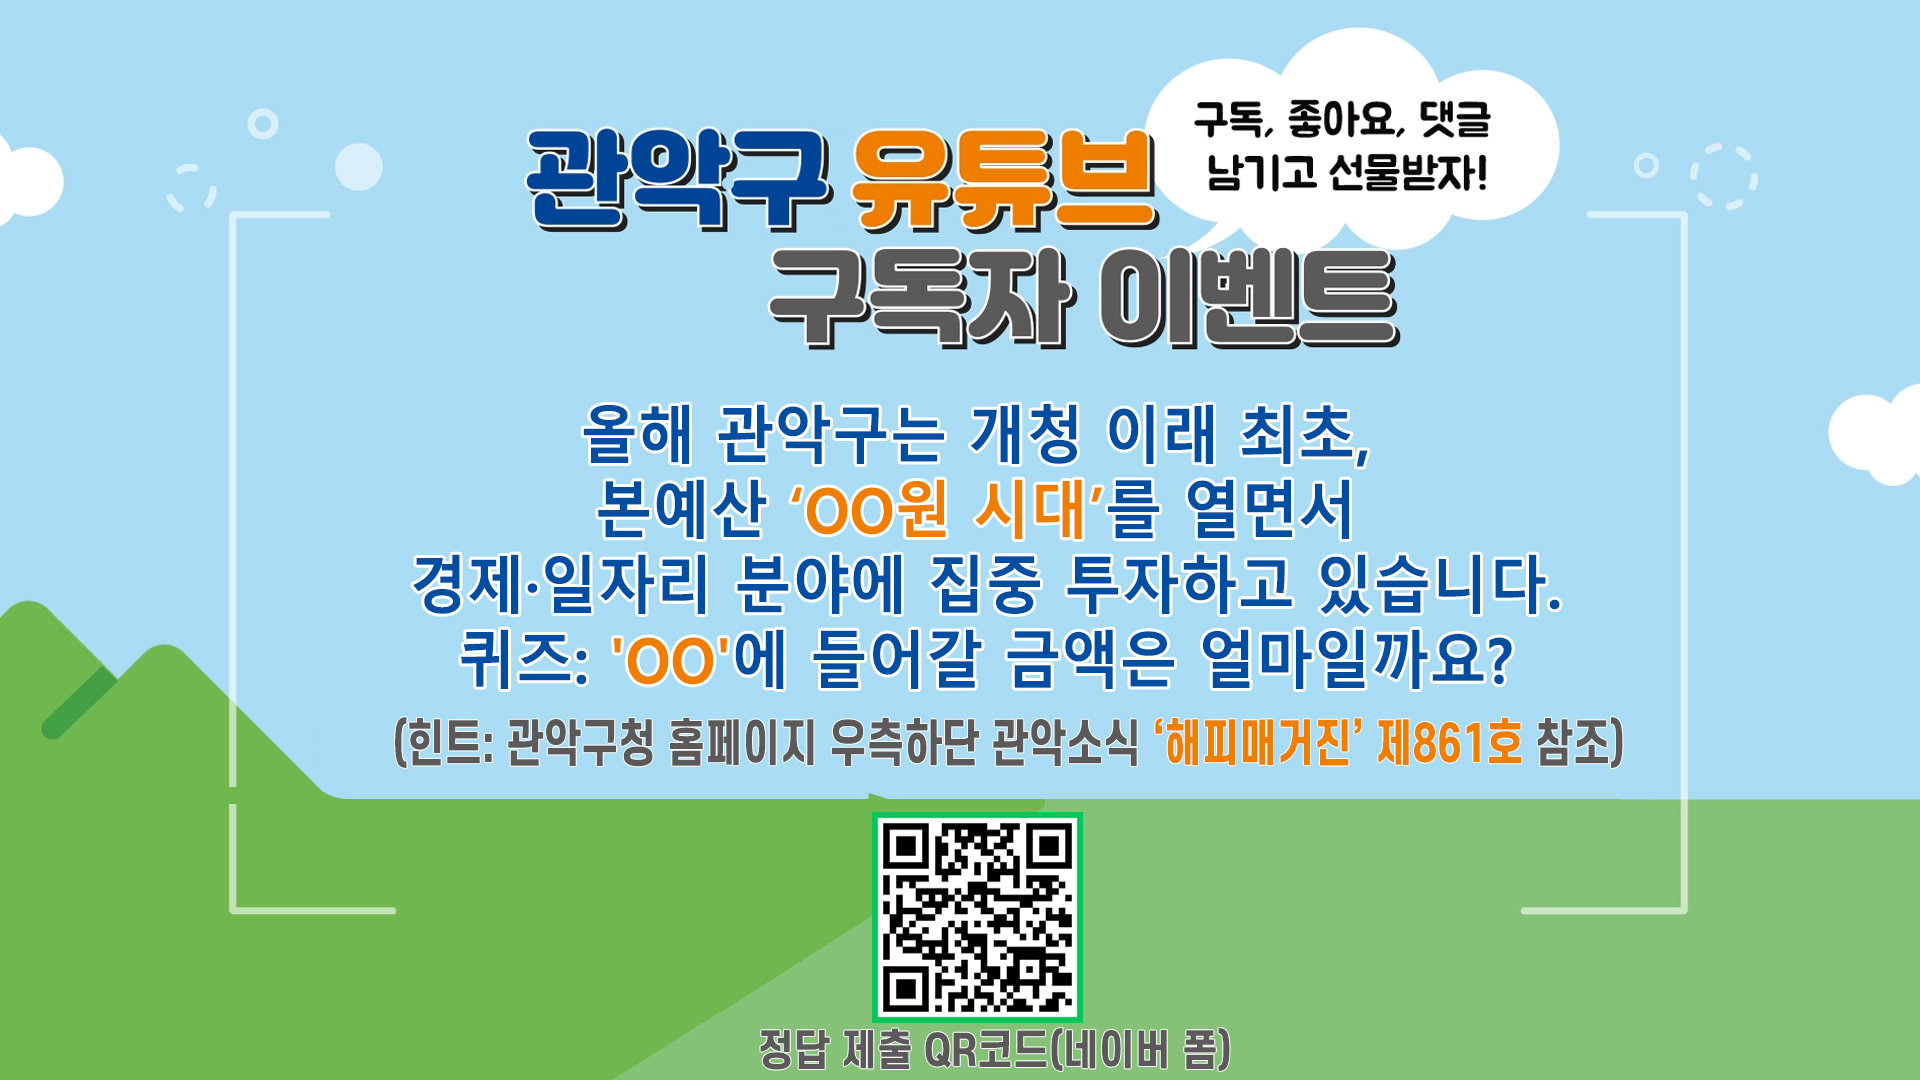 관악구 유튜브
구독, 좋아요, 댓글
남기고 선물받자!
구독자 이벤트
올해 관악구는 개청 이래 최초,
본예산 ‘OO원 시대’를 열면서
경제·일자리 분야에 집중 투자하고 있습니다.
퀴즈: 'OO'에 들어갈 금액은 얼마일까요?
(힌트: 관악구청 홈페이지 우측하단 관악소식 ‘해피매거진’ 제861호 참조)
정답 제출 QR코드(네이버 폼)